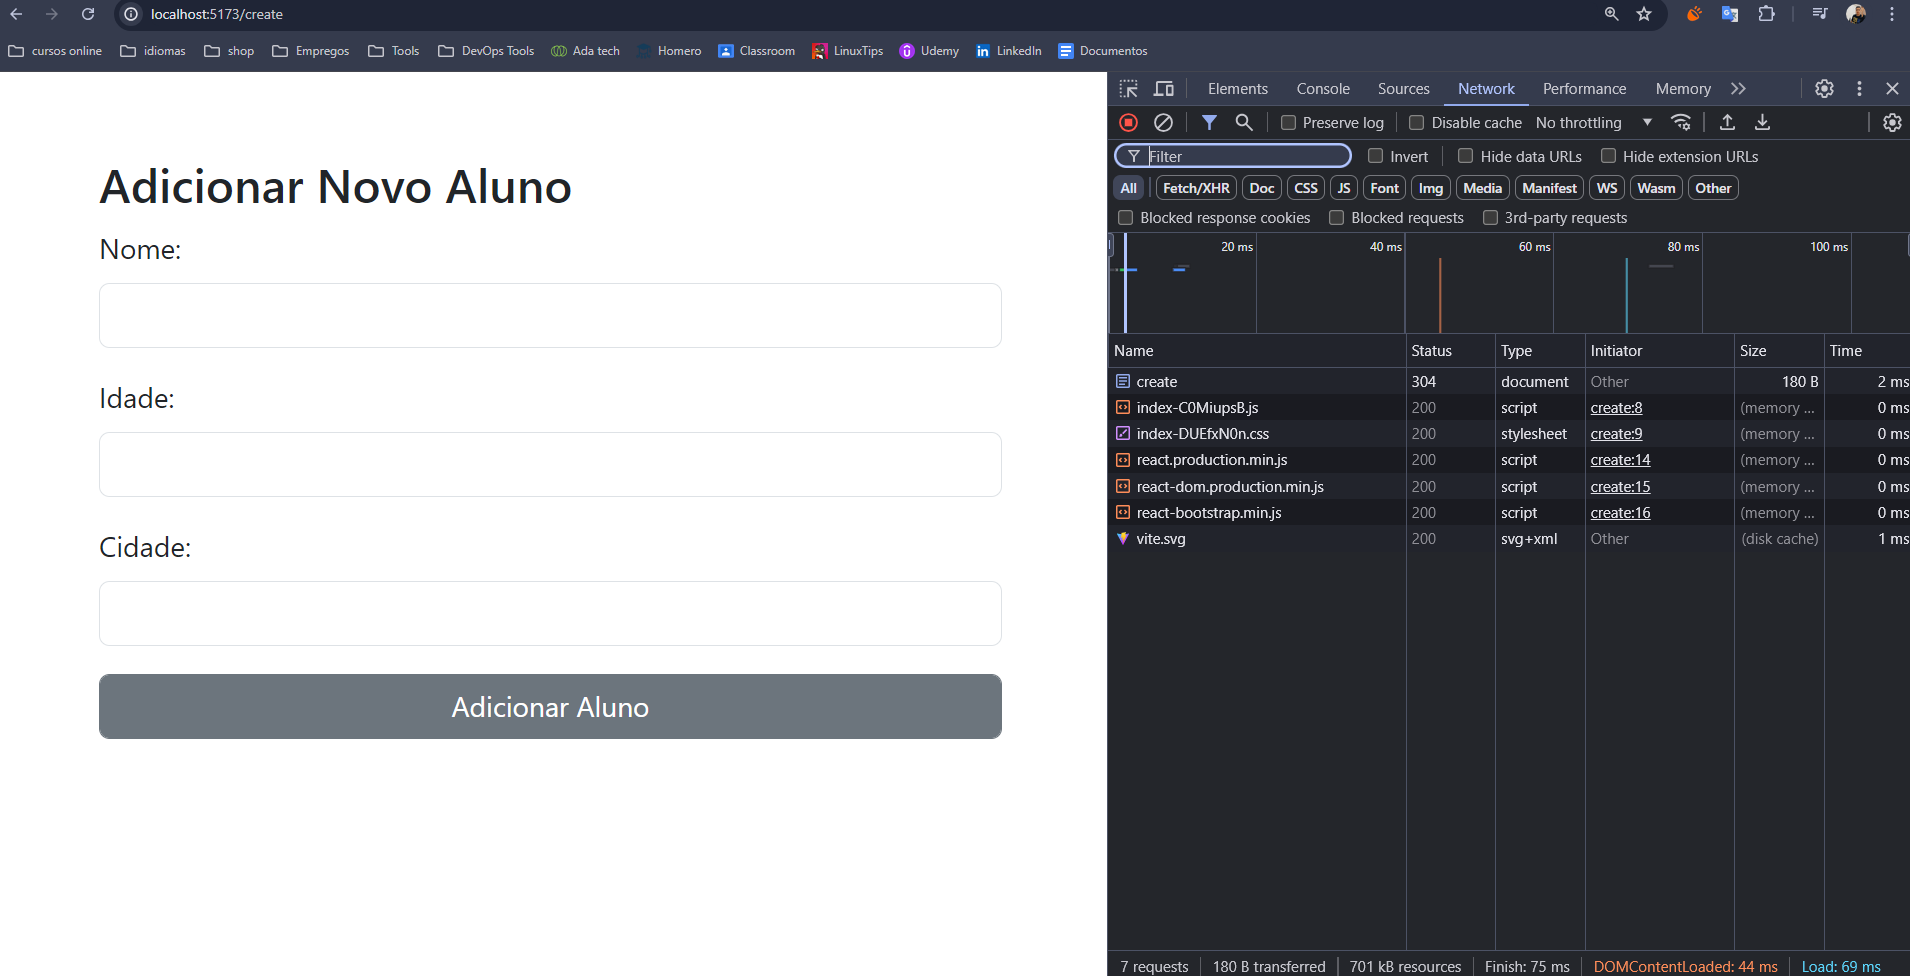 localhost:5173/create
cursos online idiomas shop Empregos Tools DevOps Tools Ada tech Homero Classroom LinuxTips Udemy LinkedIn Documentos
Adicionar Novo Aluno
Nome:
Idade:
Cidade:
Adicionar Aluno
Elements Console Sources Network Performance Memory
Preserve log Disable cache No throttling
Filter Invert Hide data URLs Hide extension URLs
All Fetch/XHR Doc CSS JS Font Img Media Manifest WS Wasm Other
Blocked response cookies Blocked requests 3rd-party requests
20 ms 40 ms 60 ms 80 ms 100 ms
Name Status Type Initiator Size Time
create 304 document Other 180 B 2 ms
index-C0MiupsB.js 200 script create:8 (memory ... 0 ms
index-DUEfxN0n.css 200 stylesheet create:9 (memory ... 0 ms
react.production.min.js 200 script create:14 (memory ... 0 ms
react-dom.production.min.js 200 script create:15 (memory ... 0 ms
react-bootstrap.min.js 200 script create:16 (memory ... 0 ms
vite.svg 200 svg+xml Other (disk cache) 1 ms
7 requests 180 B transferred 701 kB resources Finish: 75 ms DOMContentLoaded: 44 ms Load: 69 ms